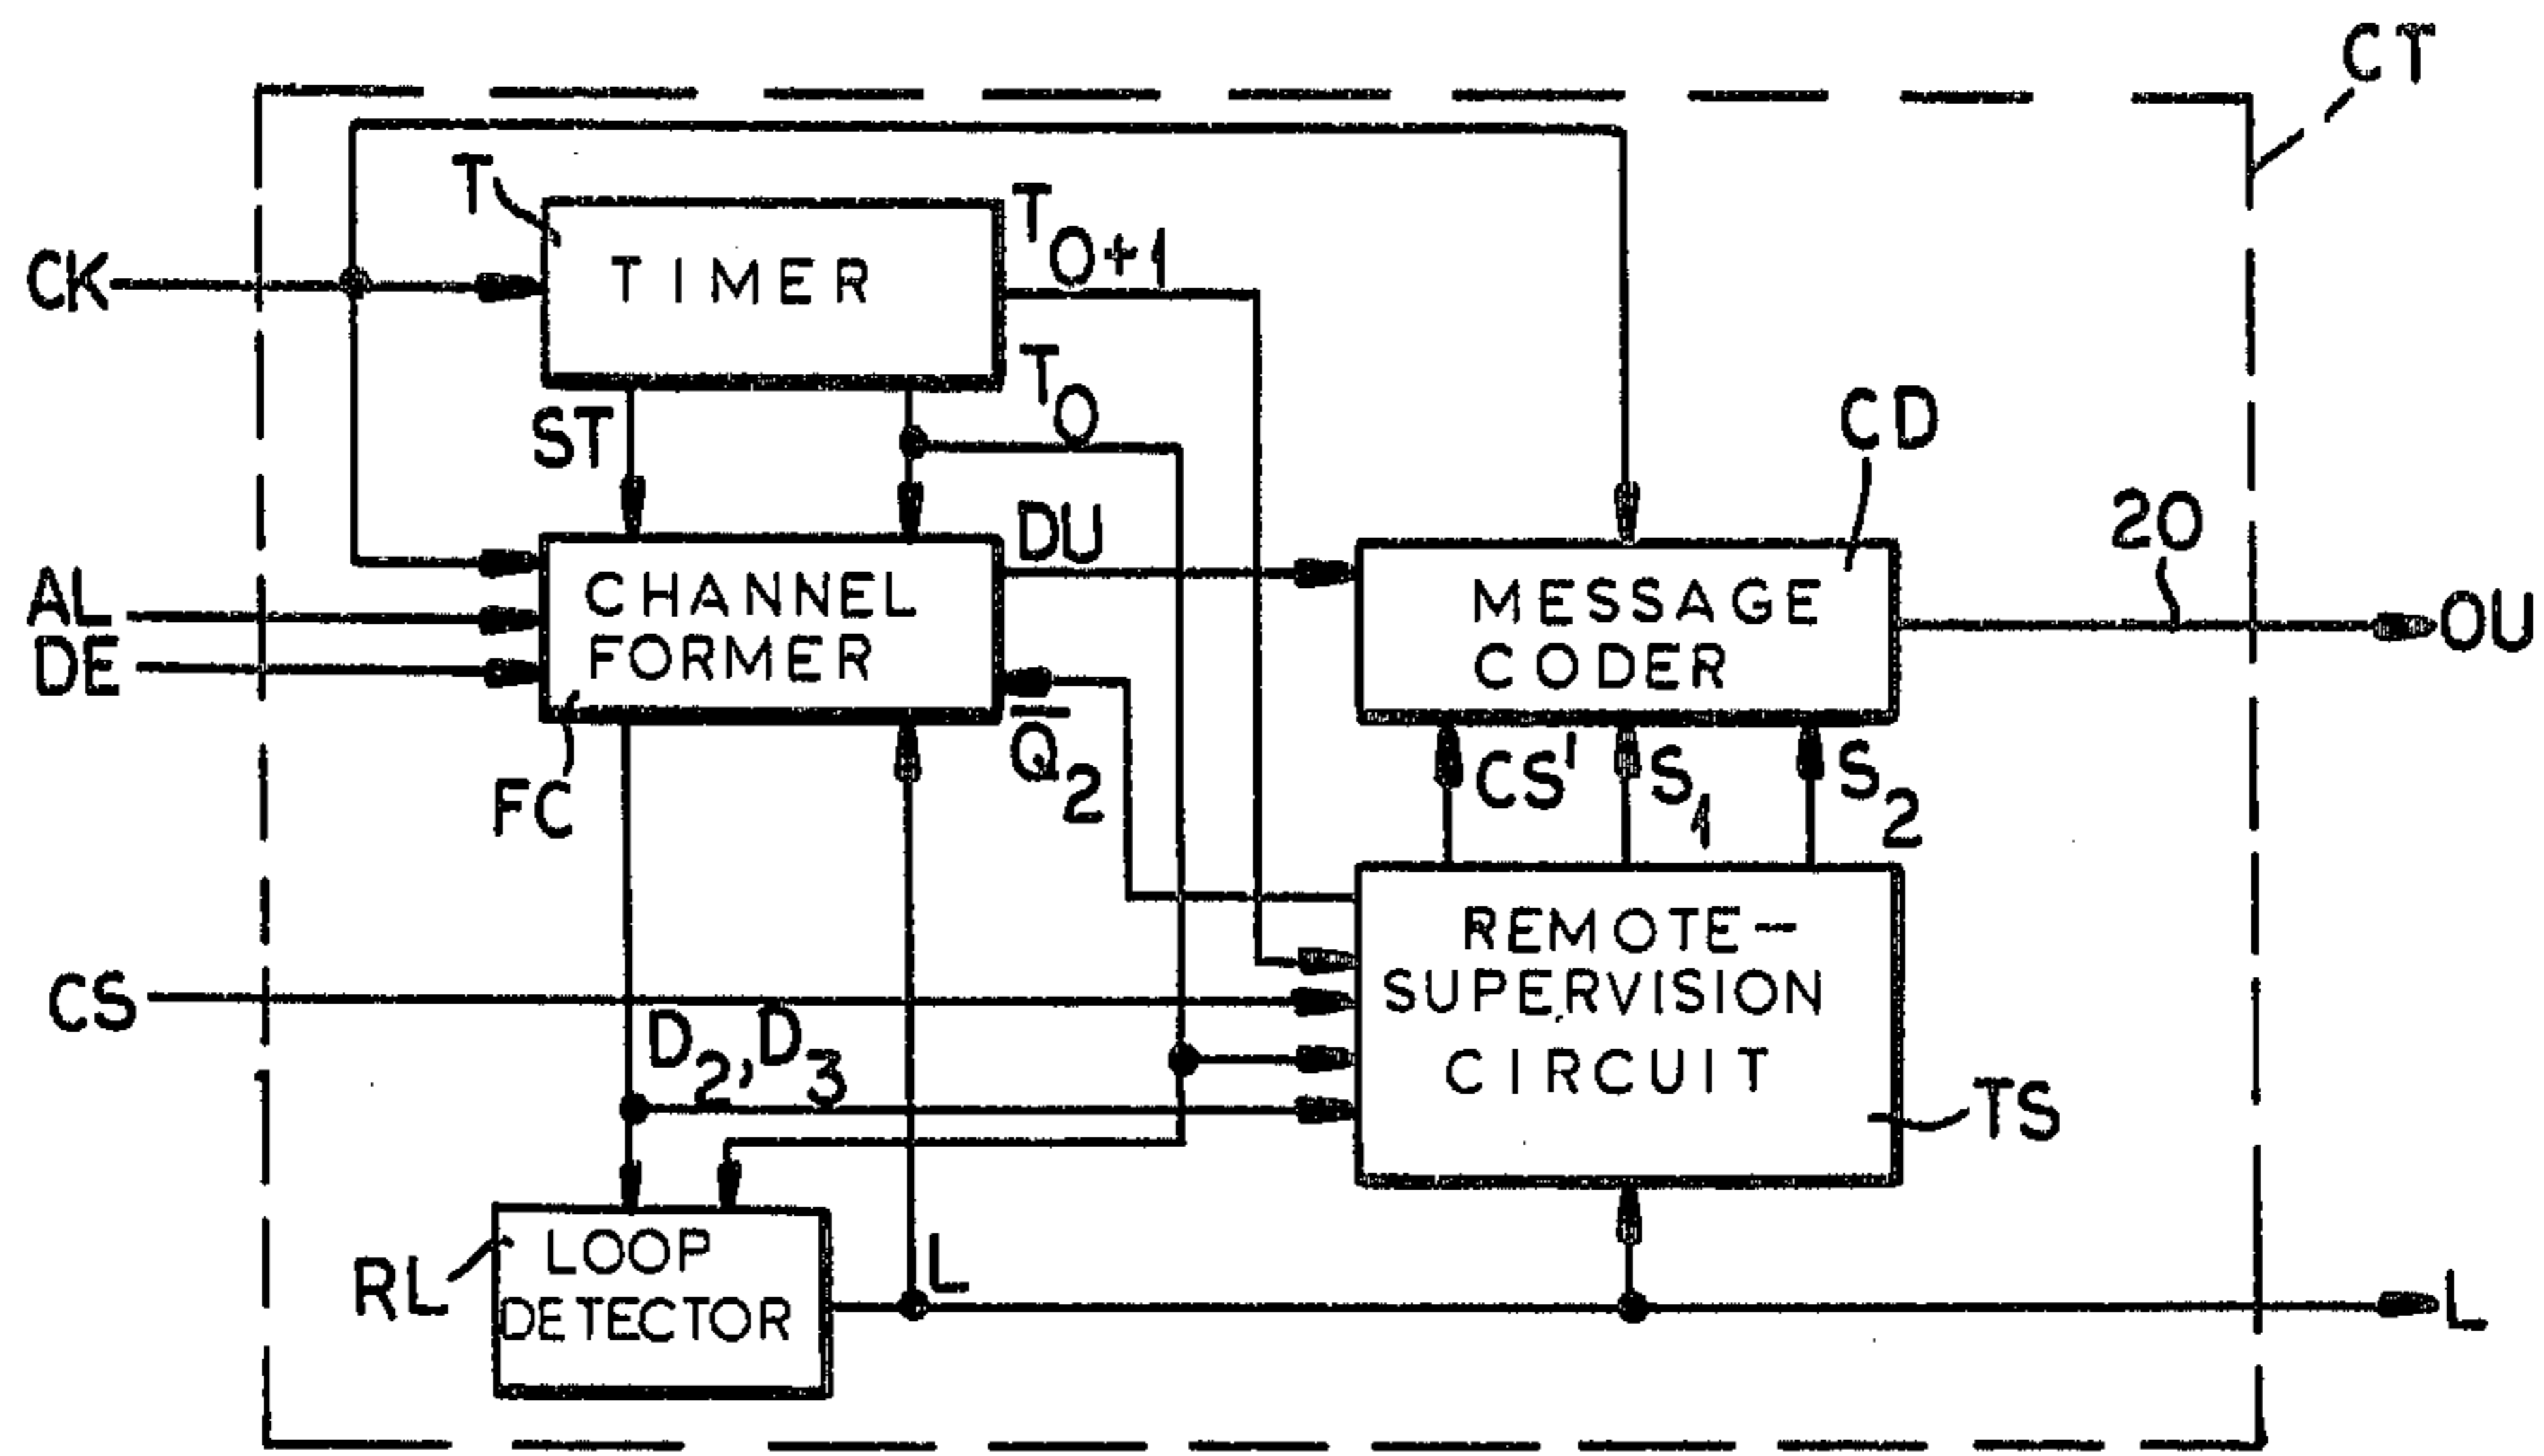 CT
T
T0+1
CK
TIMER
T0
ST
CD
DU
20
AL
CHANNEL
FORMER
MESSAGE
CODER
OU
DE
Q̅2
CS'
S1
S2
FC
REMOTE-
SUPERVISION
CIRCUIT
CS
D2,D3
TS
RL
LOOP
DETECTOR
L
L